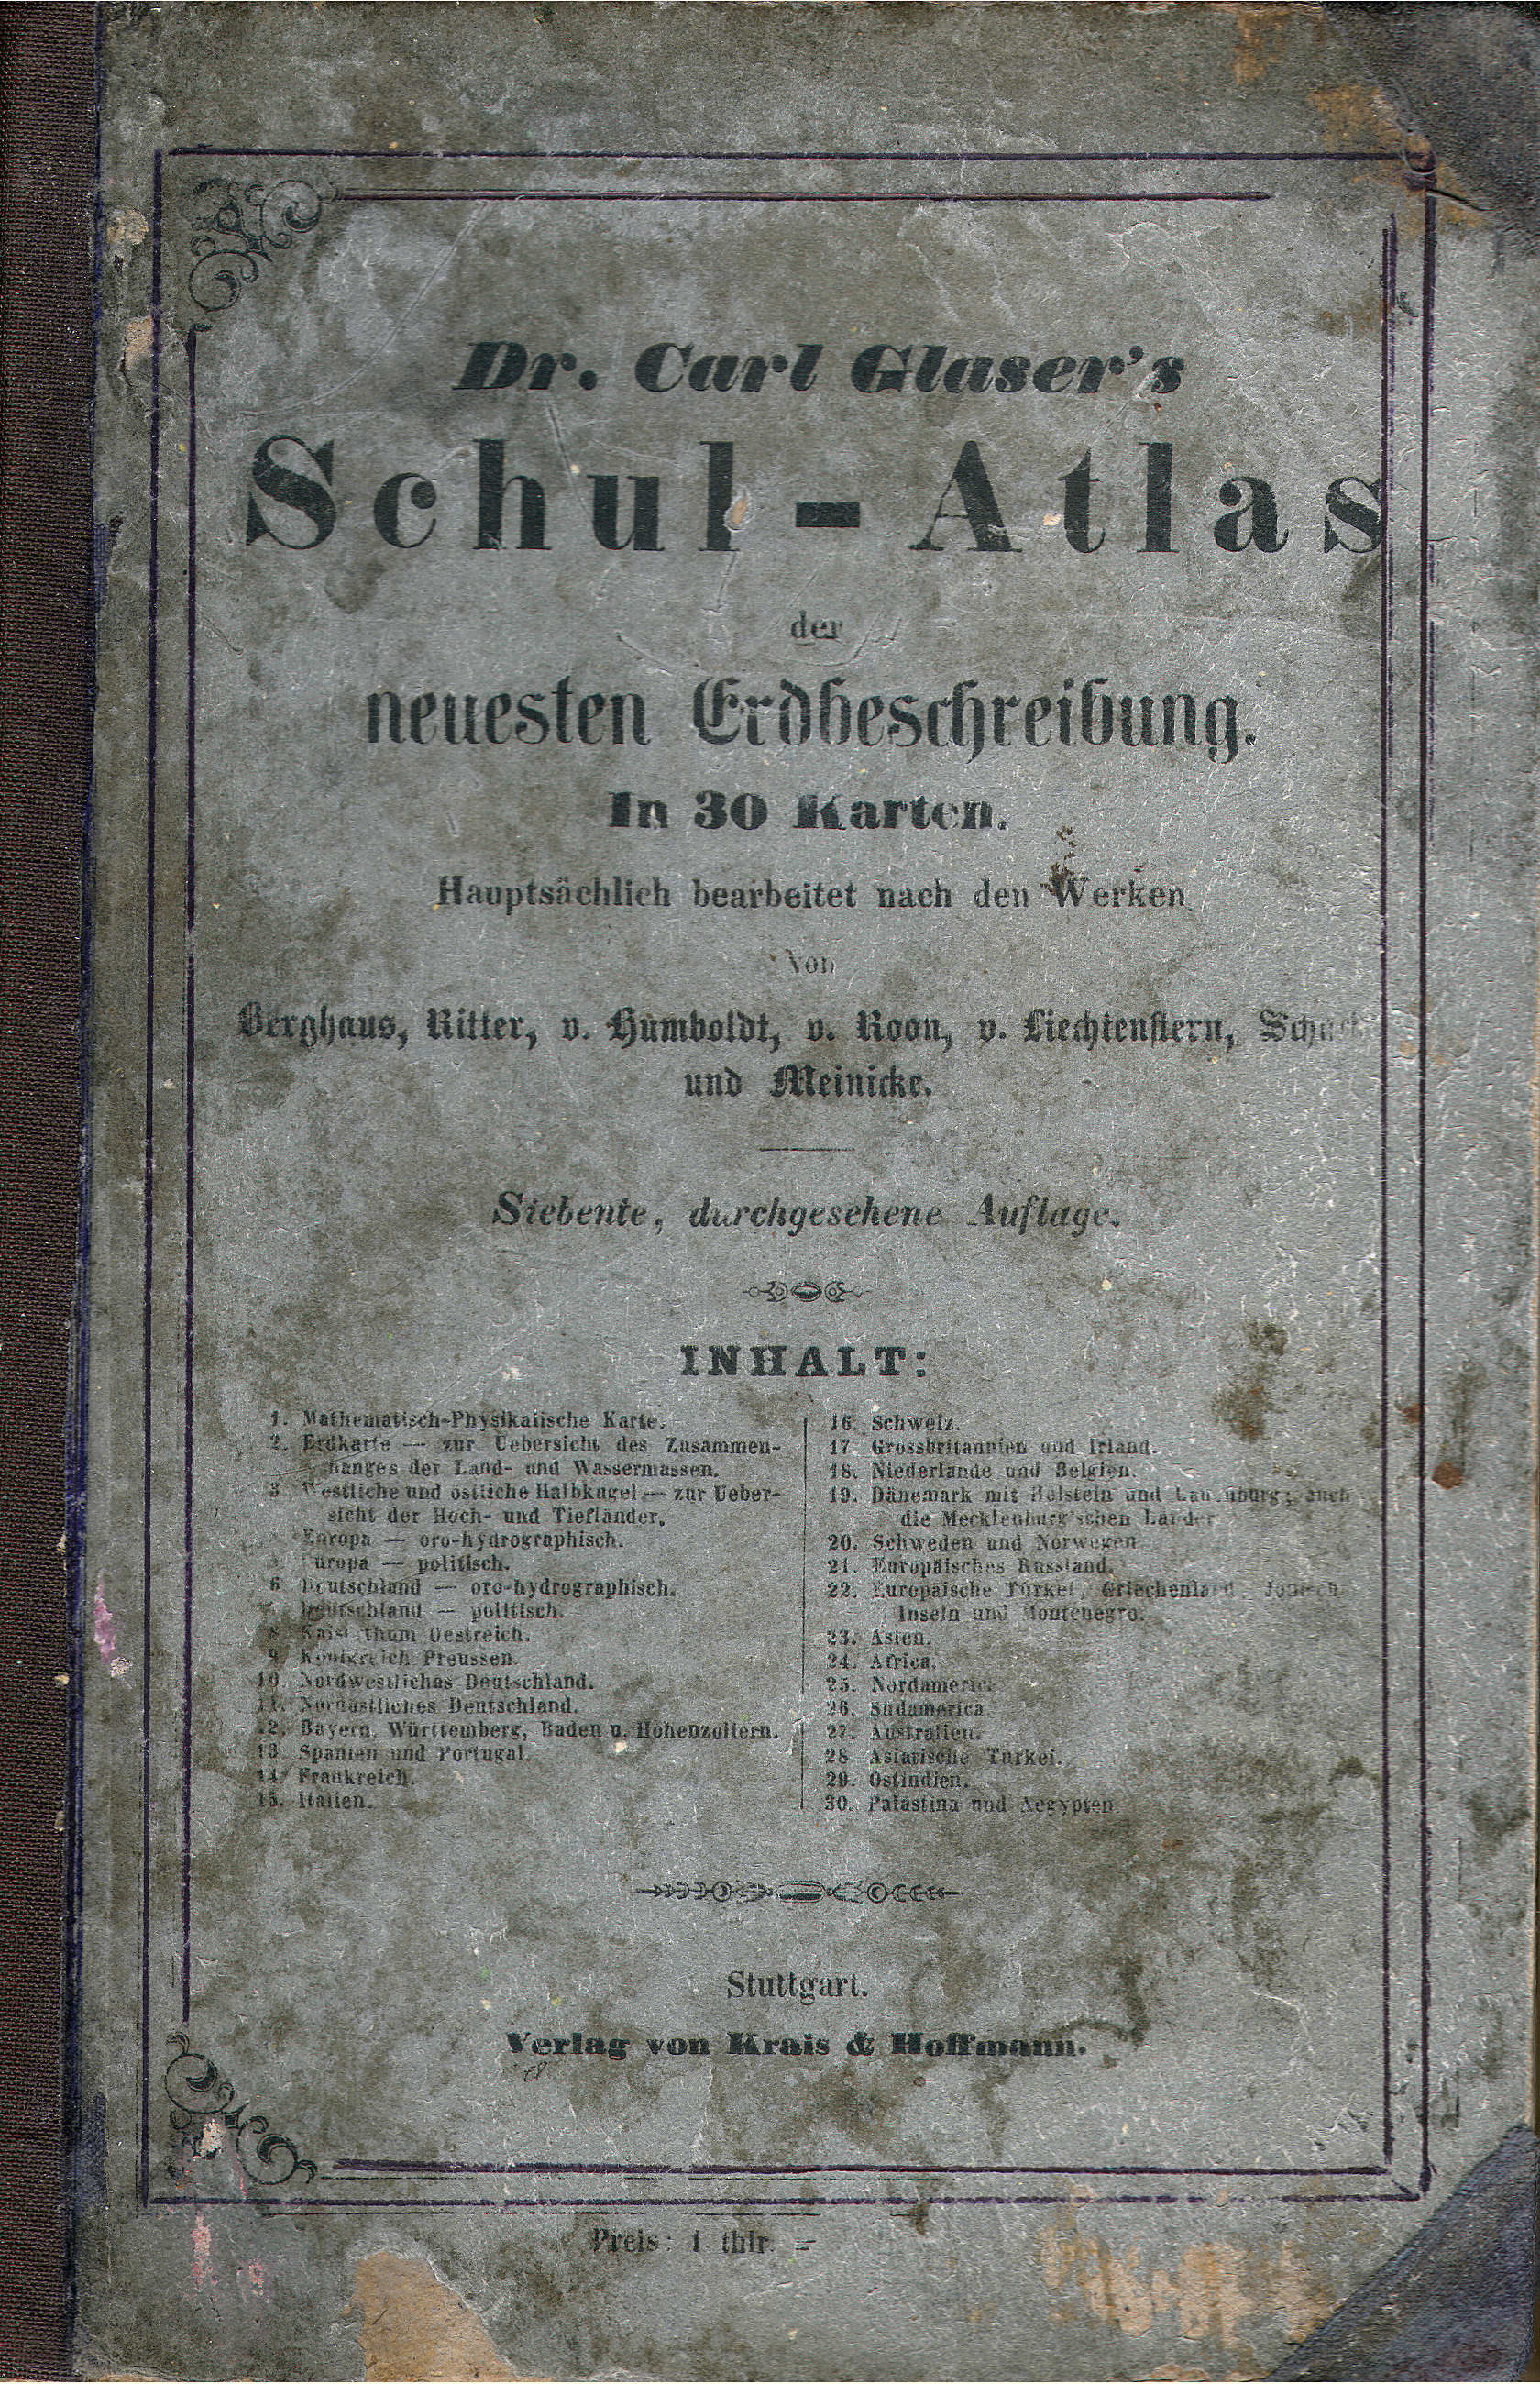 Dr. Carl Glaser's
Schul-Atlas
der
neuesten Erdbeschreibung.
In 30 Karten.
Hauptsächlich bearbeitet nach den Werken
von
Berghaus, Ritter, v. Humboldt, v. Roon, v. Liechtenstern,
und Meinicke.
Siebente, durchgesehene Auflage.
INHALT:
1. Mathematisch-Physikalische Karte.
2. Erdkarte — zur Uebersicht des Zusammen-
hanges der Land- und Wassermassen.
3. Westliche und östliche Halbkugel — zur Ueber-
sicht der Hoch- und Tiefländer.
Europa — oro-hydrographisch.
Europa — politisch.
6. Deutschland — oro-hydrographisch.
Deutschland — politisch.
8. Kaiserthum Oestreich.
9. Königreich Preussen.
10. Nordwestliches Deutschland.
11. Nordöstliches Deutschland.
12. Bayern, Württemberg, Baden u. Hohenzollern.
13. Spanien und Portugal.
14. Frankreich.
15. Italien.
16. Schweiz.
17. Grossbritannien und Irland.
18. Niederlande und Belgien.
19. Dänemark mit Holstein und Lauenburg; auch
die Mecklenburg'schen Länder
20. Schweden und Norwegen
21. Europäisches Russland.
22. Europäische Türkei, Griechenland
Inseln und Montenegro.
23. Asien.
24. Africa.
25. Nordamerica
26. Südamerica
27. Australien.
28. Asiatische Türkei.
29. Ostindien.
30. Palästina und Aegypten
Stuttgart.
Verlag von Krais & Hoffmann.
Preis: 1 thlr. =